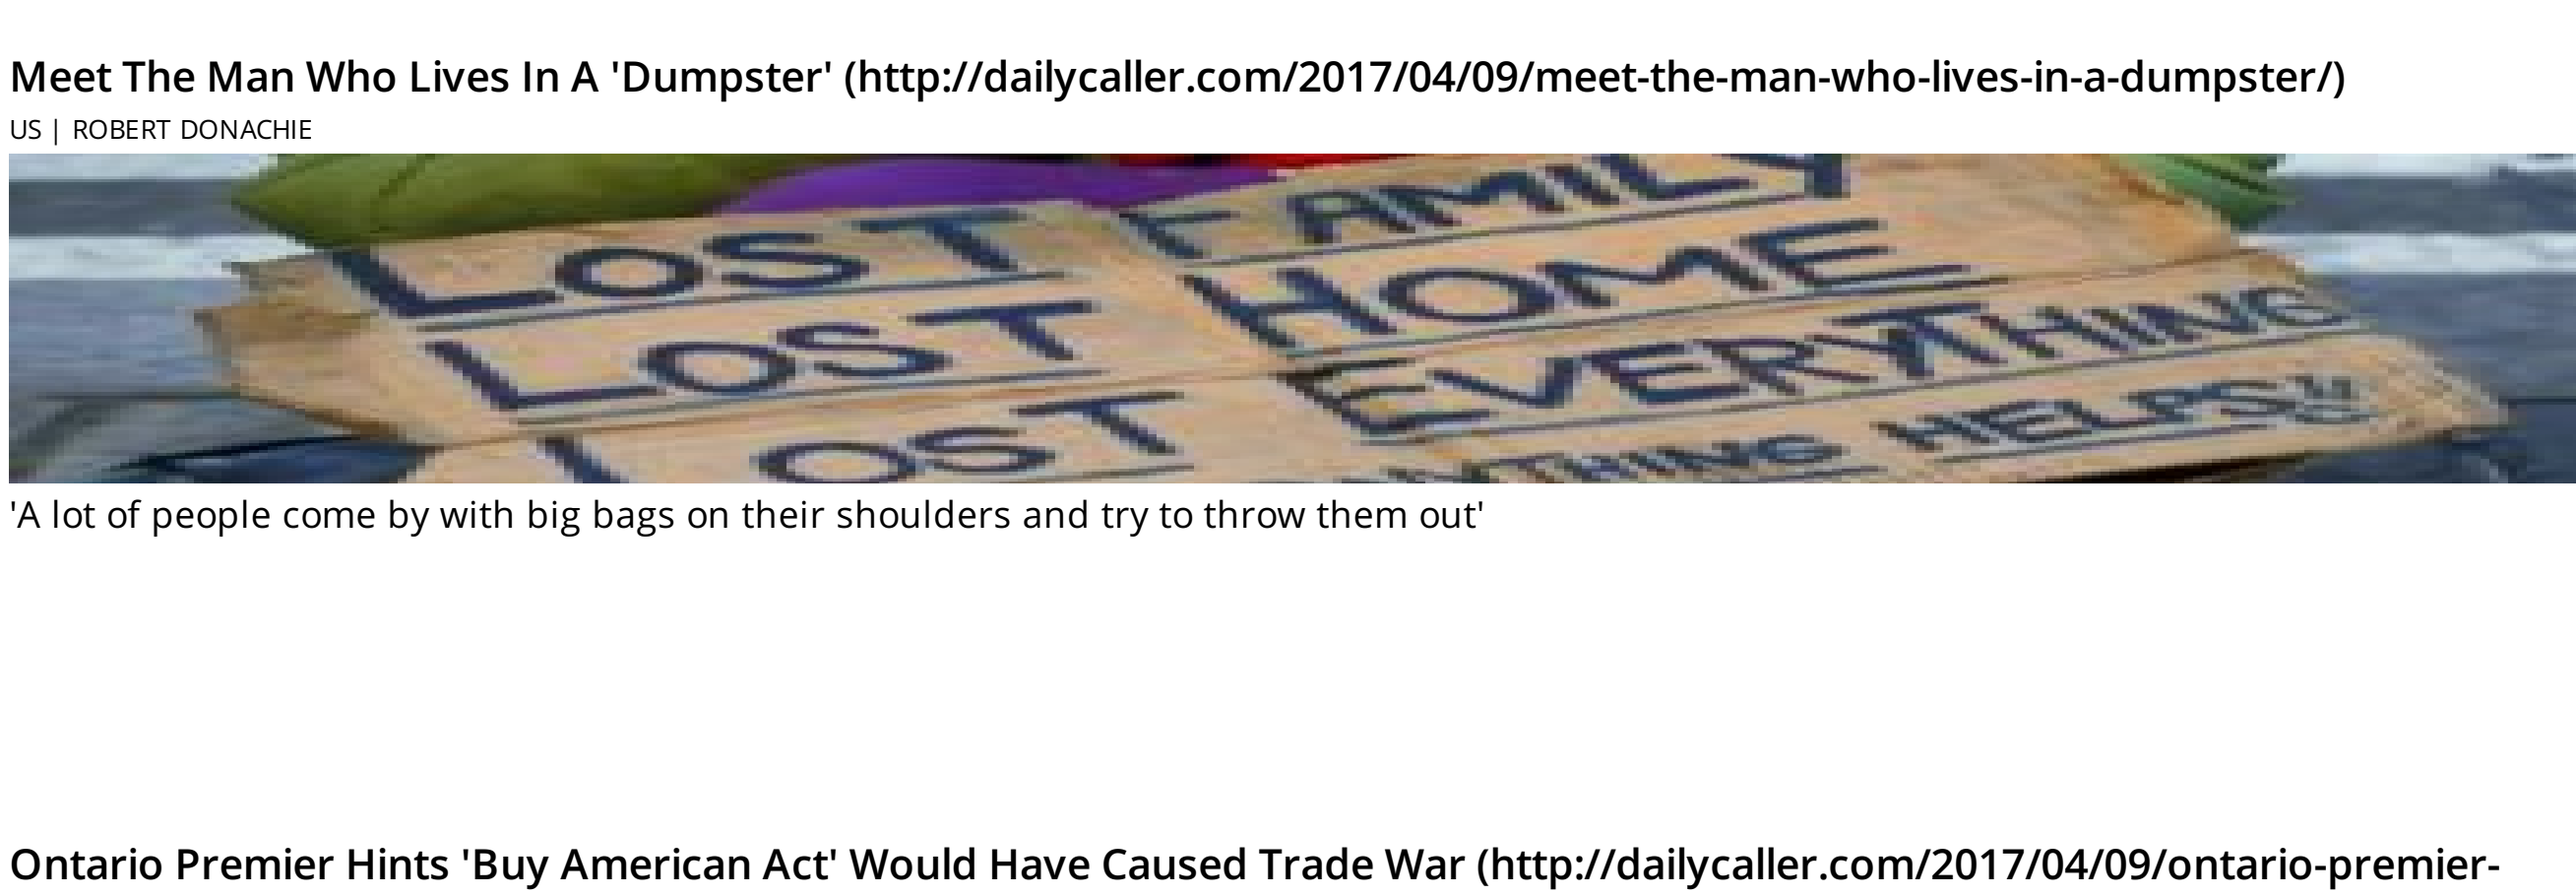 Meet The Man Who Lives In A 'Dumpster' (http://dailycaller.com/2017/04/09/meet-the-man-who-lives-in-a-dumpster/)
US | ROBERT DONACHIE
LOST FAMILY
LOST HOME
LOST EVERYTHING
HELPS!!
'A lot of people come by with big bags on their shoulders and try to throw them out'
Ontario Premier Hints 'Buy American Act' Would Have Caused Trade War (http://dailycaller.com/2017/04/09/ontario-premier-